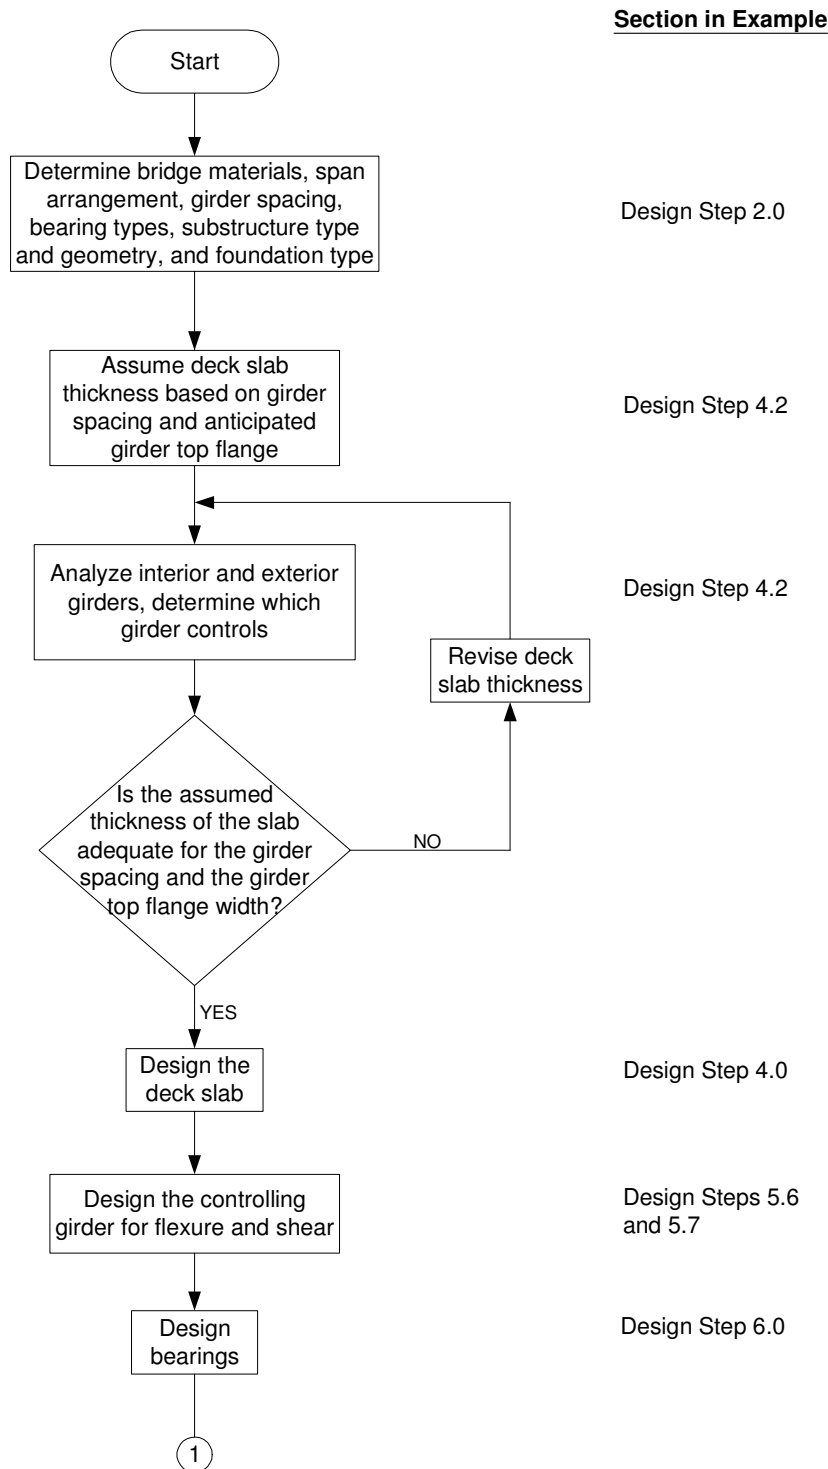 Section in Example
Start
Determine bridge materials, span
arrangement, girder spacing,
bearing types, substructure type
and geometry, and foundation type
Design Step 2.0
Assume deck slab
thickness based on girder
spacing and anticipated
girder top flange
Design Step 4.2
Analyze interior and exterior
girders, determine which
girder controls
Design Step 4.2
Revise deck
slab thickness
Is the assumed
thickness of the slab
adequate for the girder
spacing and the girder
top flange width?
NO
YES
Design the
deck slab
Design Step 4.0
Design the controlling
girder for flexure and shear
Design Steps 5.6
and 5.7
Design
bearings
Design Step 6.0
1